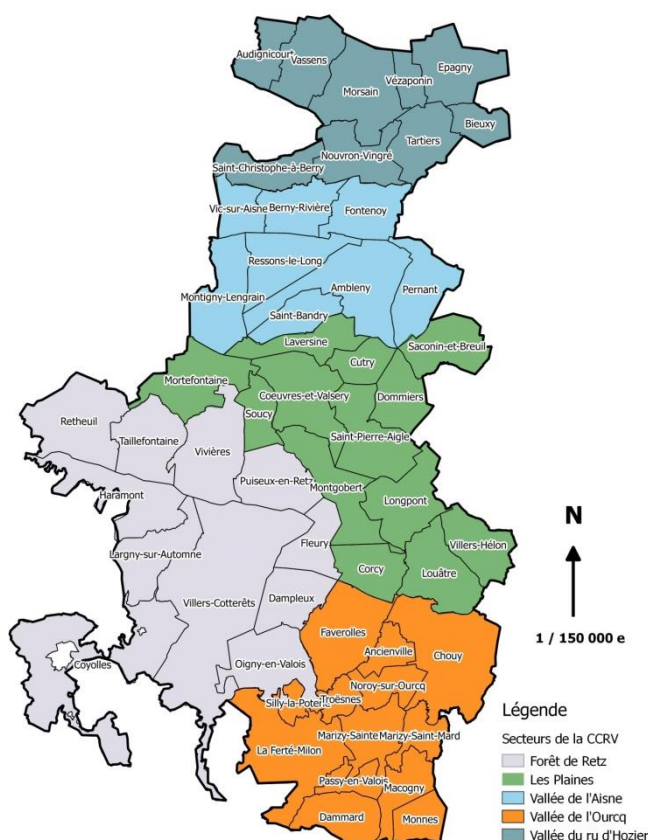 Audignicourt
Vassens
Epagny
Vézaponin
Morsain
Bieuxy
Tartiers
Nouvron-Vingré
Saint-Christophe-à-Berry
Vic-sur-Aisne
Berny-Rivière
Fontenoy
Ressons-le-Long
Ambleny
Pernant
Montigny-Lengrain
Saint-Bandry
Laversine
Saconin-et-Breuil
Cutry
Mortefontaine
Coeuvres-et-Valsery
Dommiers
Retheuil
Soucy
Taillefontaine
Saint-Pierre-Aigle
Vivières
Puiseux-en-Retz
Montgobert
Haramont
Longpont
Fleury
Villers-Hélon
Largny-sur-Automne
Corcy
Louâtre
Villers-Cotterêts
Dampleux
Faverolles
Ancienville
Chouy
Coyolles
Oigny-en-Valois
Noroy-sur-Ourcq
Silly-la-Poterie
Troësnes
Marizy-Sainte
Marizy-Saint-Mard
La Ferté-Milon
Passy-en-Valois
Macogny
Dammard
Monnes
N
1 / 150 000 e
Légende
Secteurs de la CCRV
Forêt de Retz
Les Plaines
Vallée de l'Aisne
Vallée de l'Ourcq
Vallée du ru d'Hozier